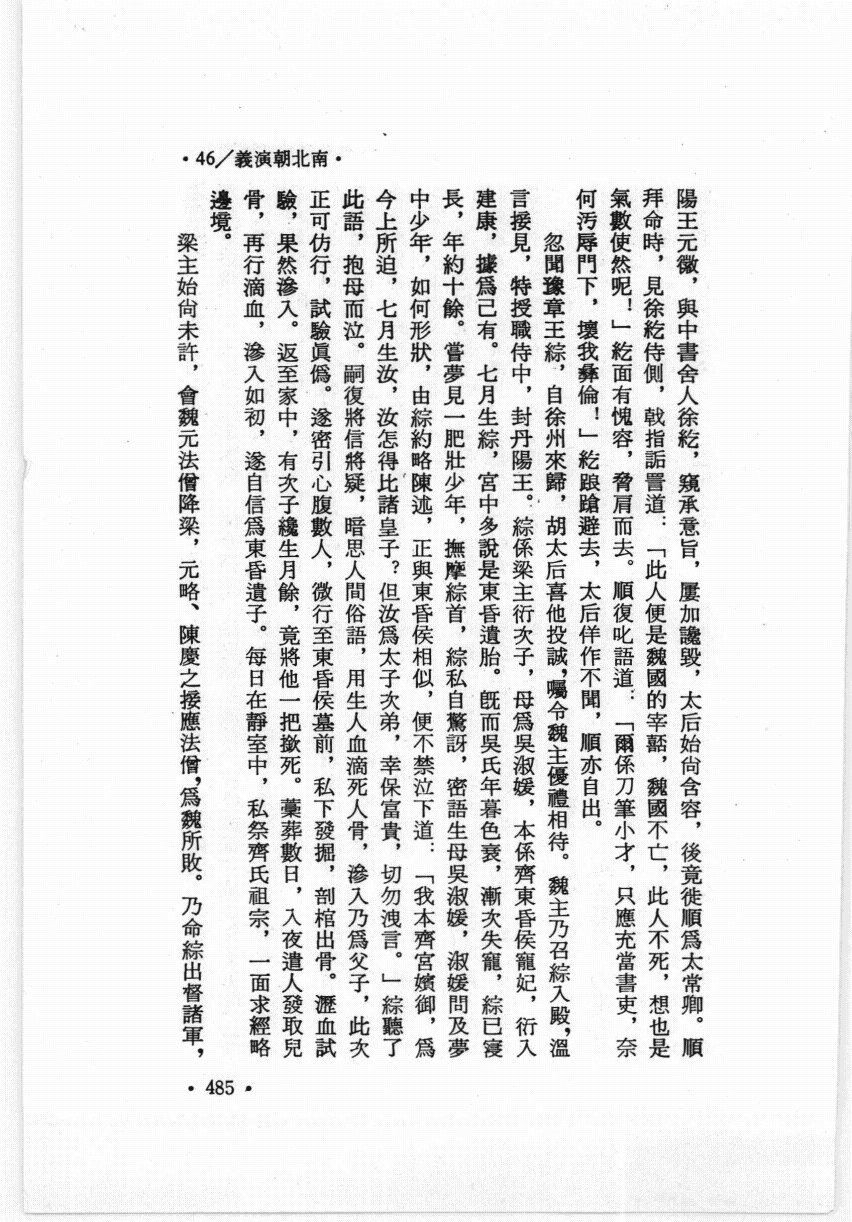 •46/義演朝北南•
陽王元徽，與中書舍人徐紇，窺承意旨，屢加讒毀，太后始尙含容，後竟徙順爲太常卿。順
拜命時，見徐紇侍側，戟指詬詈道：「此人便是魏國的宰嚭，魏國不亡，此人不死，想也是
氣數使然呢！」紇面有愧容，脅肩而去。順復叱語道：「爾係刀筆小才，只應充當書吏，奈
何污辱門下，壞我彝倫！」紇踉蹌避去，太后佯作不聞，順亦自出。
忽聞豫章王綜，自徐州來歸，胡太后喜他投誠，囑令魏主優禮相待。魏主乃召綜入殿，溫
言接見，特授職侍中，封丹陽王。綜係梁主衍次子，母爲吳淑媛，本係齊東昏侯寵妃，衍入
建康，據爲己有。七月生綜，宮中多說是東昏遺胎。旣而吳氏年暮色衰，漸次失寵，綜已寖
長，年約十餘。嘗夢見一肥壯少年，撫摩綜首，綜私自驚訝，密語生母吳淑媛，淑媛問及夢
中少年，如何形狀，由綜約略陳述，正與東昏侯相似，便不禁泣下道：「我本齊宮嬪御，爲
今上所迫，七月生汝，汝怎得比諸皇子？但汝爲太子次弟，幸保富貴，切勿洩言。」綜聽了
此語，抱母而泣。嗣復將信將疑，暗思人間俗語，用生人血滴死人骨，滲入乃爲父子，此次
正可仿行，試驗眞僞。遂密引心腹數人，微行至東昏侯墓前，私下發掘，剖棺出骨。瀝血試
驗，果然滲入。返至家中，有次子纔生月餘，竟將他一把撳死。藁葬數日，入夜遣人發取兒
骨，再行滴血，滲入如初，遂自信爲東昏遺子。每日在靜室中，私祭齊氏祖宗，一面求經略
邊境。
梁主始尙未許，會魏元法僧降梁，元略、陳慶之接應法僧，爲魏所敗。乃命綜出督諸軍，
•485•